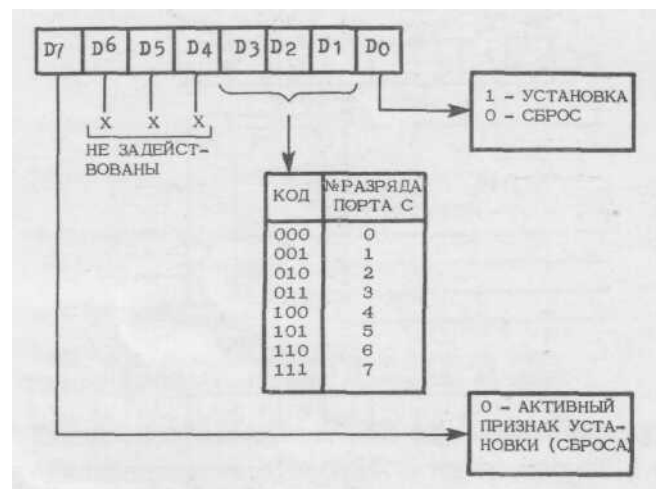 D7 D6 D5 D4 D3 D2 D1 D0
X X X
НЕ ЗАДЕЙСТ-
ВОВАНЫ
1 - УСТАНОВКА
0 - СБРОС
КОД №РАЗРЯДА
ПОРТА С
000 0
001 1
010 2
011 3
100 4
101 5
110 6
111 7
0 - АКТИВНЫЙ
ПРИЗНАК УСТА-
НОВКИ (СБРОСА)